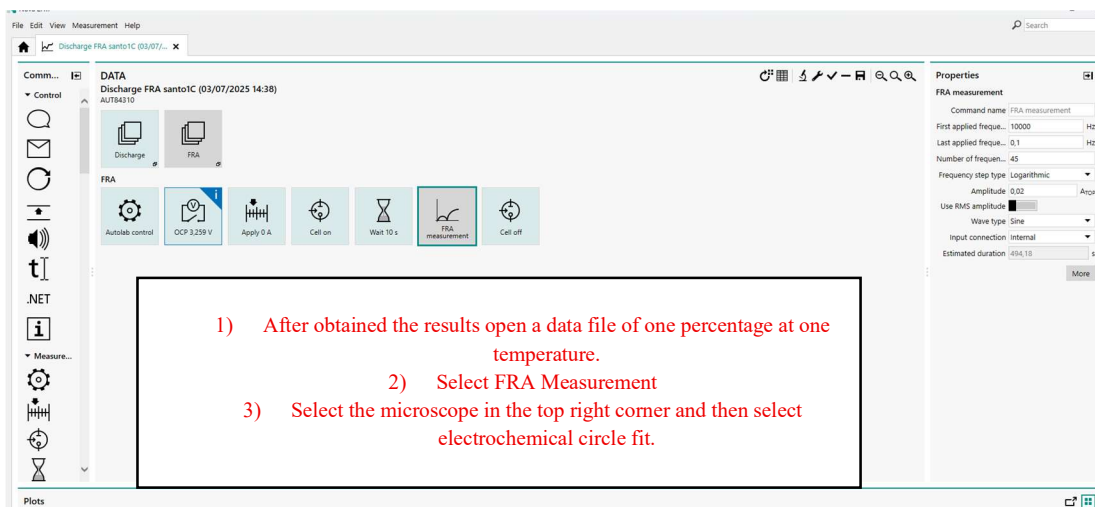 File Edit View Measurement Help
Search
Discharge FRA santo1C (03/07/... ×
Comm...
Control
t
.NET
i
Measure...
DATA
Discharge FRA santo1C (03/07/2025 14:38)
AUT84310
Discharge
FRA
FRA
Autolab control
V
OCP 3,259 V
i
Apply 0 A
Cell on
Wait 10 s
FRA
measurement
Cell off
1) After obtained the results open a data file of one percentage at one
temperature.
2) Select FRA Measurement
3) Select the microscope in the top right corner and then select
electrochemical circle fit.
Properties
FRA measurement
Command name FRA measurement
First applied freque... 10000 Hz
Last applied freque... 0,1 Hz
Number of frequen... 45
Frequency step type Logarithmic
Amplitude 0,02 ATOP
Use RMS amplitude
Wave type Sine
Input connection Internal
Estimated duration 494,18 s
More
Plots